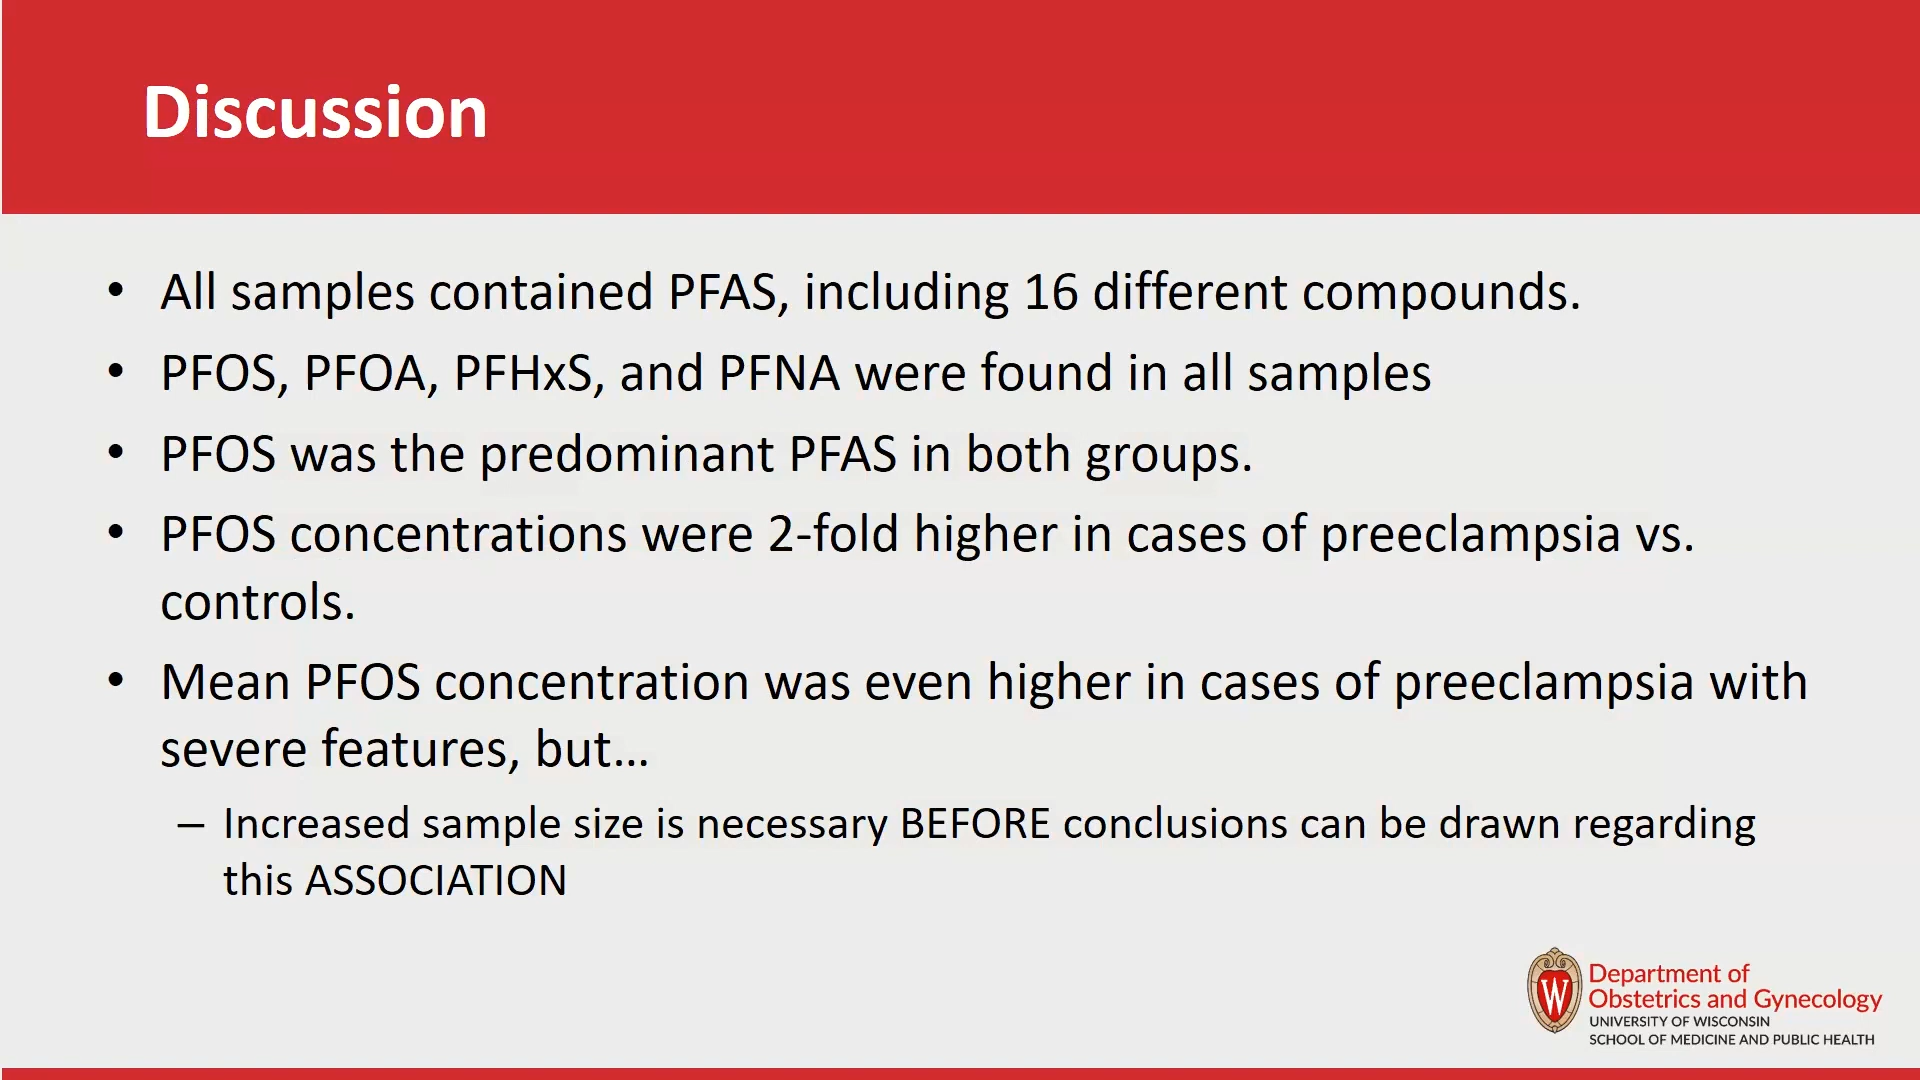 Discussion
• All samples contained PFAS, including 16 different compounds.
• PFOS, PFOA, PFHxS, and PFNA were found in all samples
• PFOS was the predominant PFAS in both groups.
• PFOS concentrations were 2-fold higher in cases of preeclampsia vs.
controls.
• Mean PFOS concentration was even higher in cases of preeclampsia with
severe features, but…
– Increased sample size is necessary BEFORE conclusions can be drawn regarding
this ASSOCIATION
W
Department of
Obstetrics and Gynecology
UNIVERSITY OF WISCONSIN
SCHOOL OF MEDICINE AND PUBLIC HEALTH